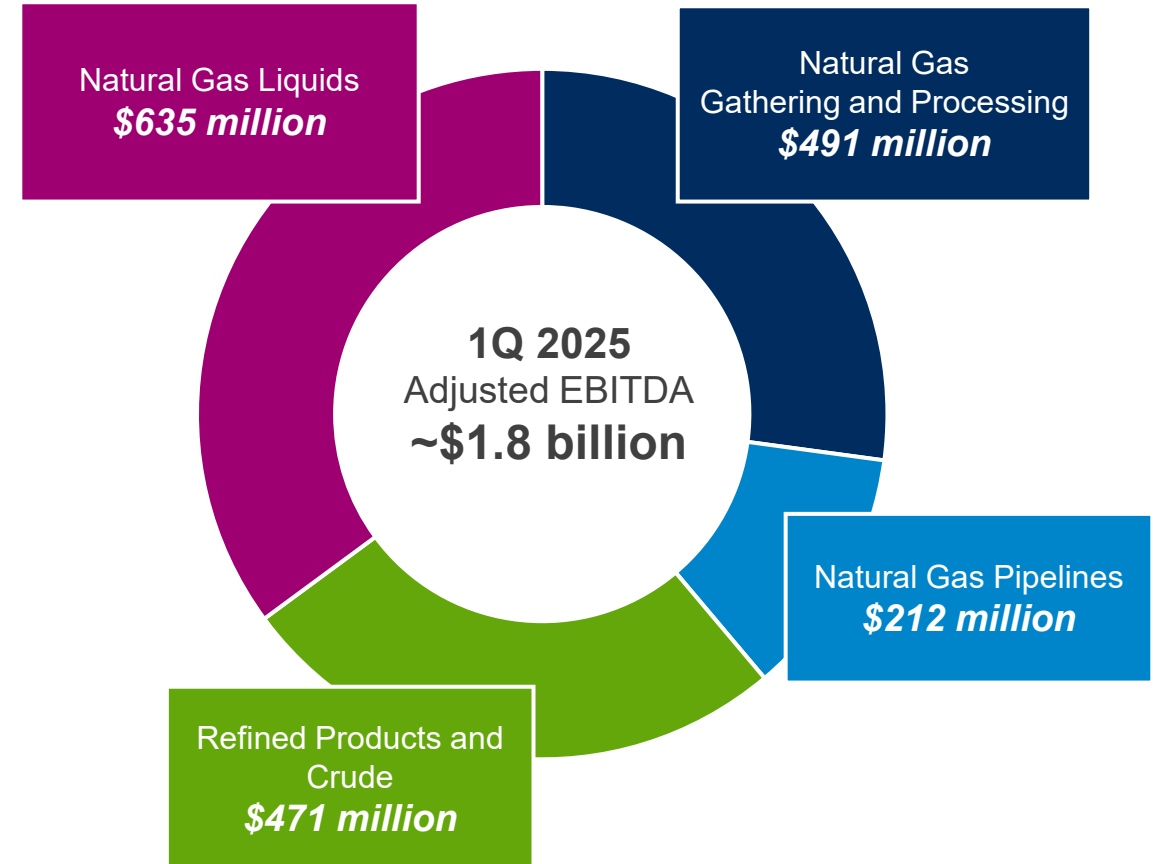 Natural Gas Liquids
$635 million
Natural Gas
Gathering and Processing
$491 million
1Q 2025
Adjusted EBITDA
~$1.8 billion
Natural Gas Pipelines
$212 million
Refined Products and
Crude
$471 million